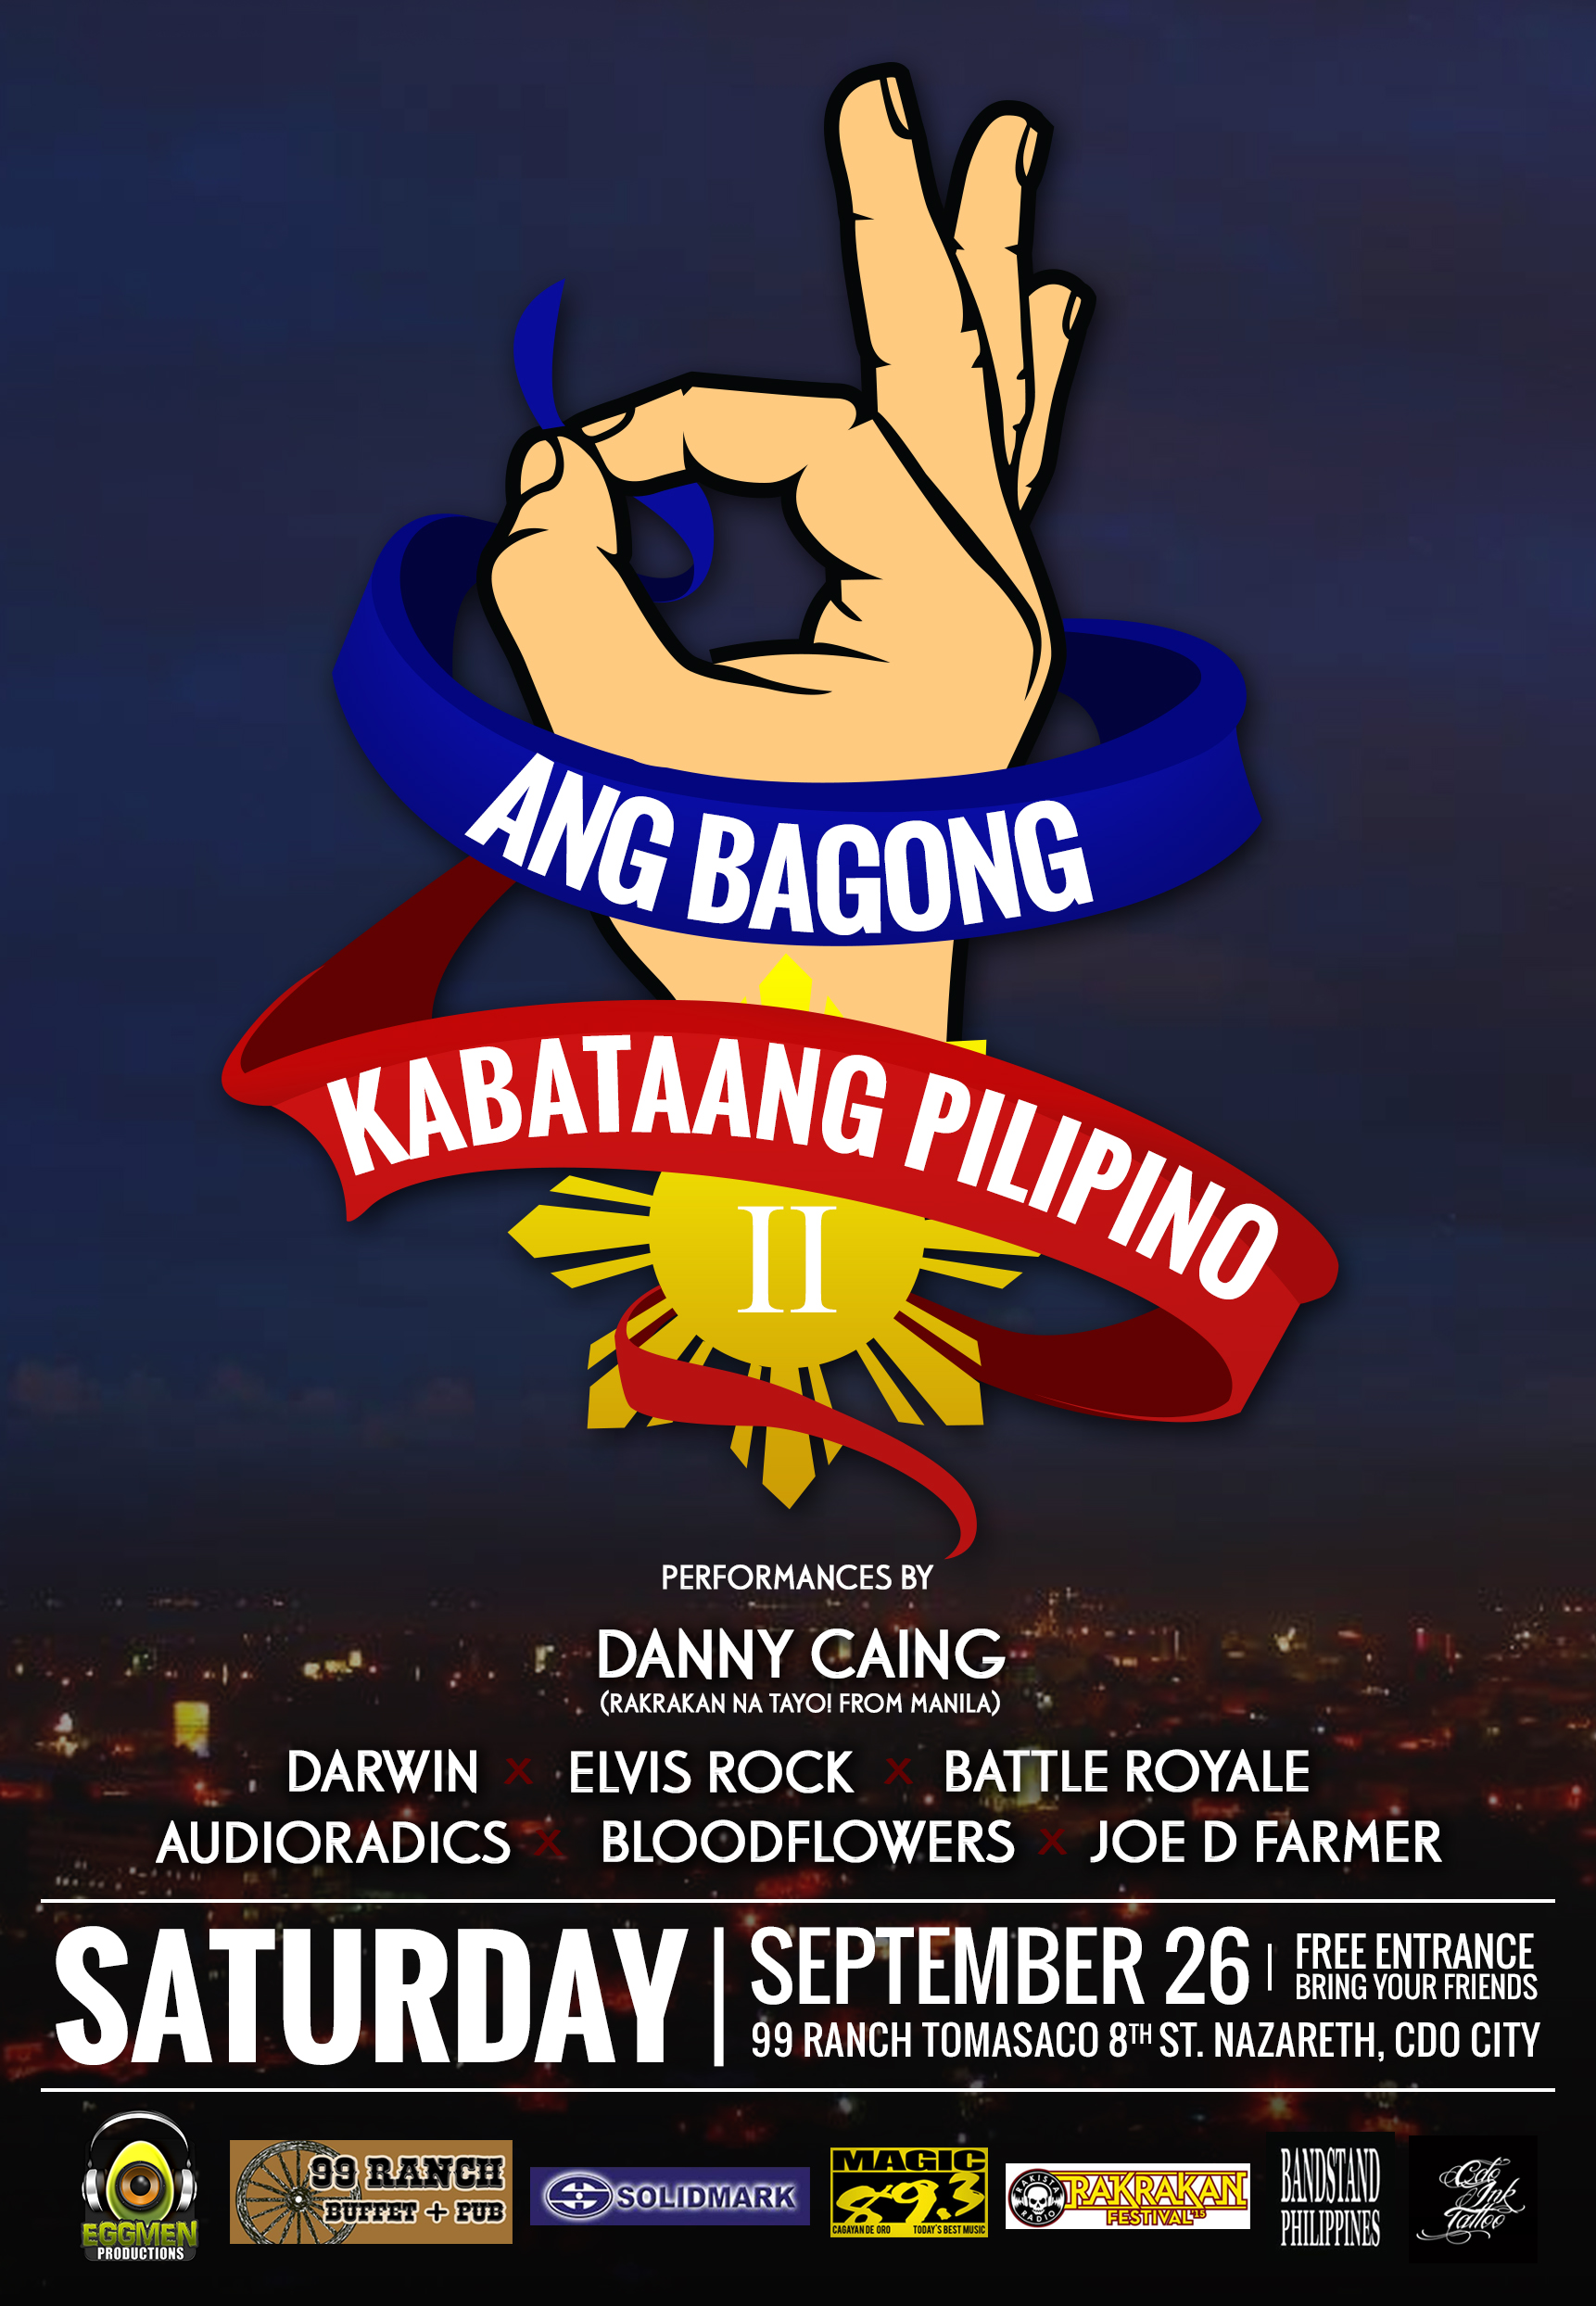 ANG BAGONG
KABATAANG PILIPINO
II
PERFORMANCES BY
DANNY CAING
(RAKRAKAN NA TAYO! FROM MANILA)
DARWIN x ELVIS ROCK x BATTLE ROYALE
AUDIORADICS x BLOODFLOWERS x JOE D FARMER
SATURDAY
SEPTEMBER 26
FREE ENTRANCE
BRING YOUR FRIENDS
99 RANCH TOMASACO 8TH ST. NAZARETH, CDO CITY
EGGMEN
PRODUCTIONS
99 RANCH
BUFFET + PUB
SOLIDMARK
MAGIC
89.3
CAGAYAN DE ORO TODAY'S BEST MUSIC
RAKISTA
RADIO
RAKRAKAN
FESTIVAL '15
BANDSTAND
PHILIPPINES
Cdo
Ink
Tattoo